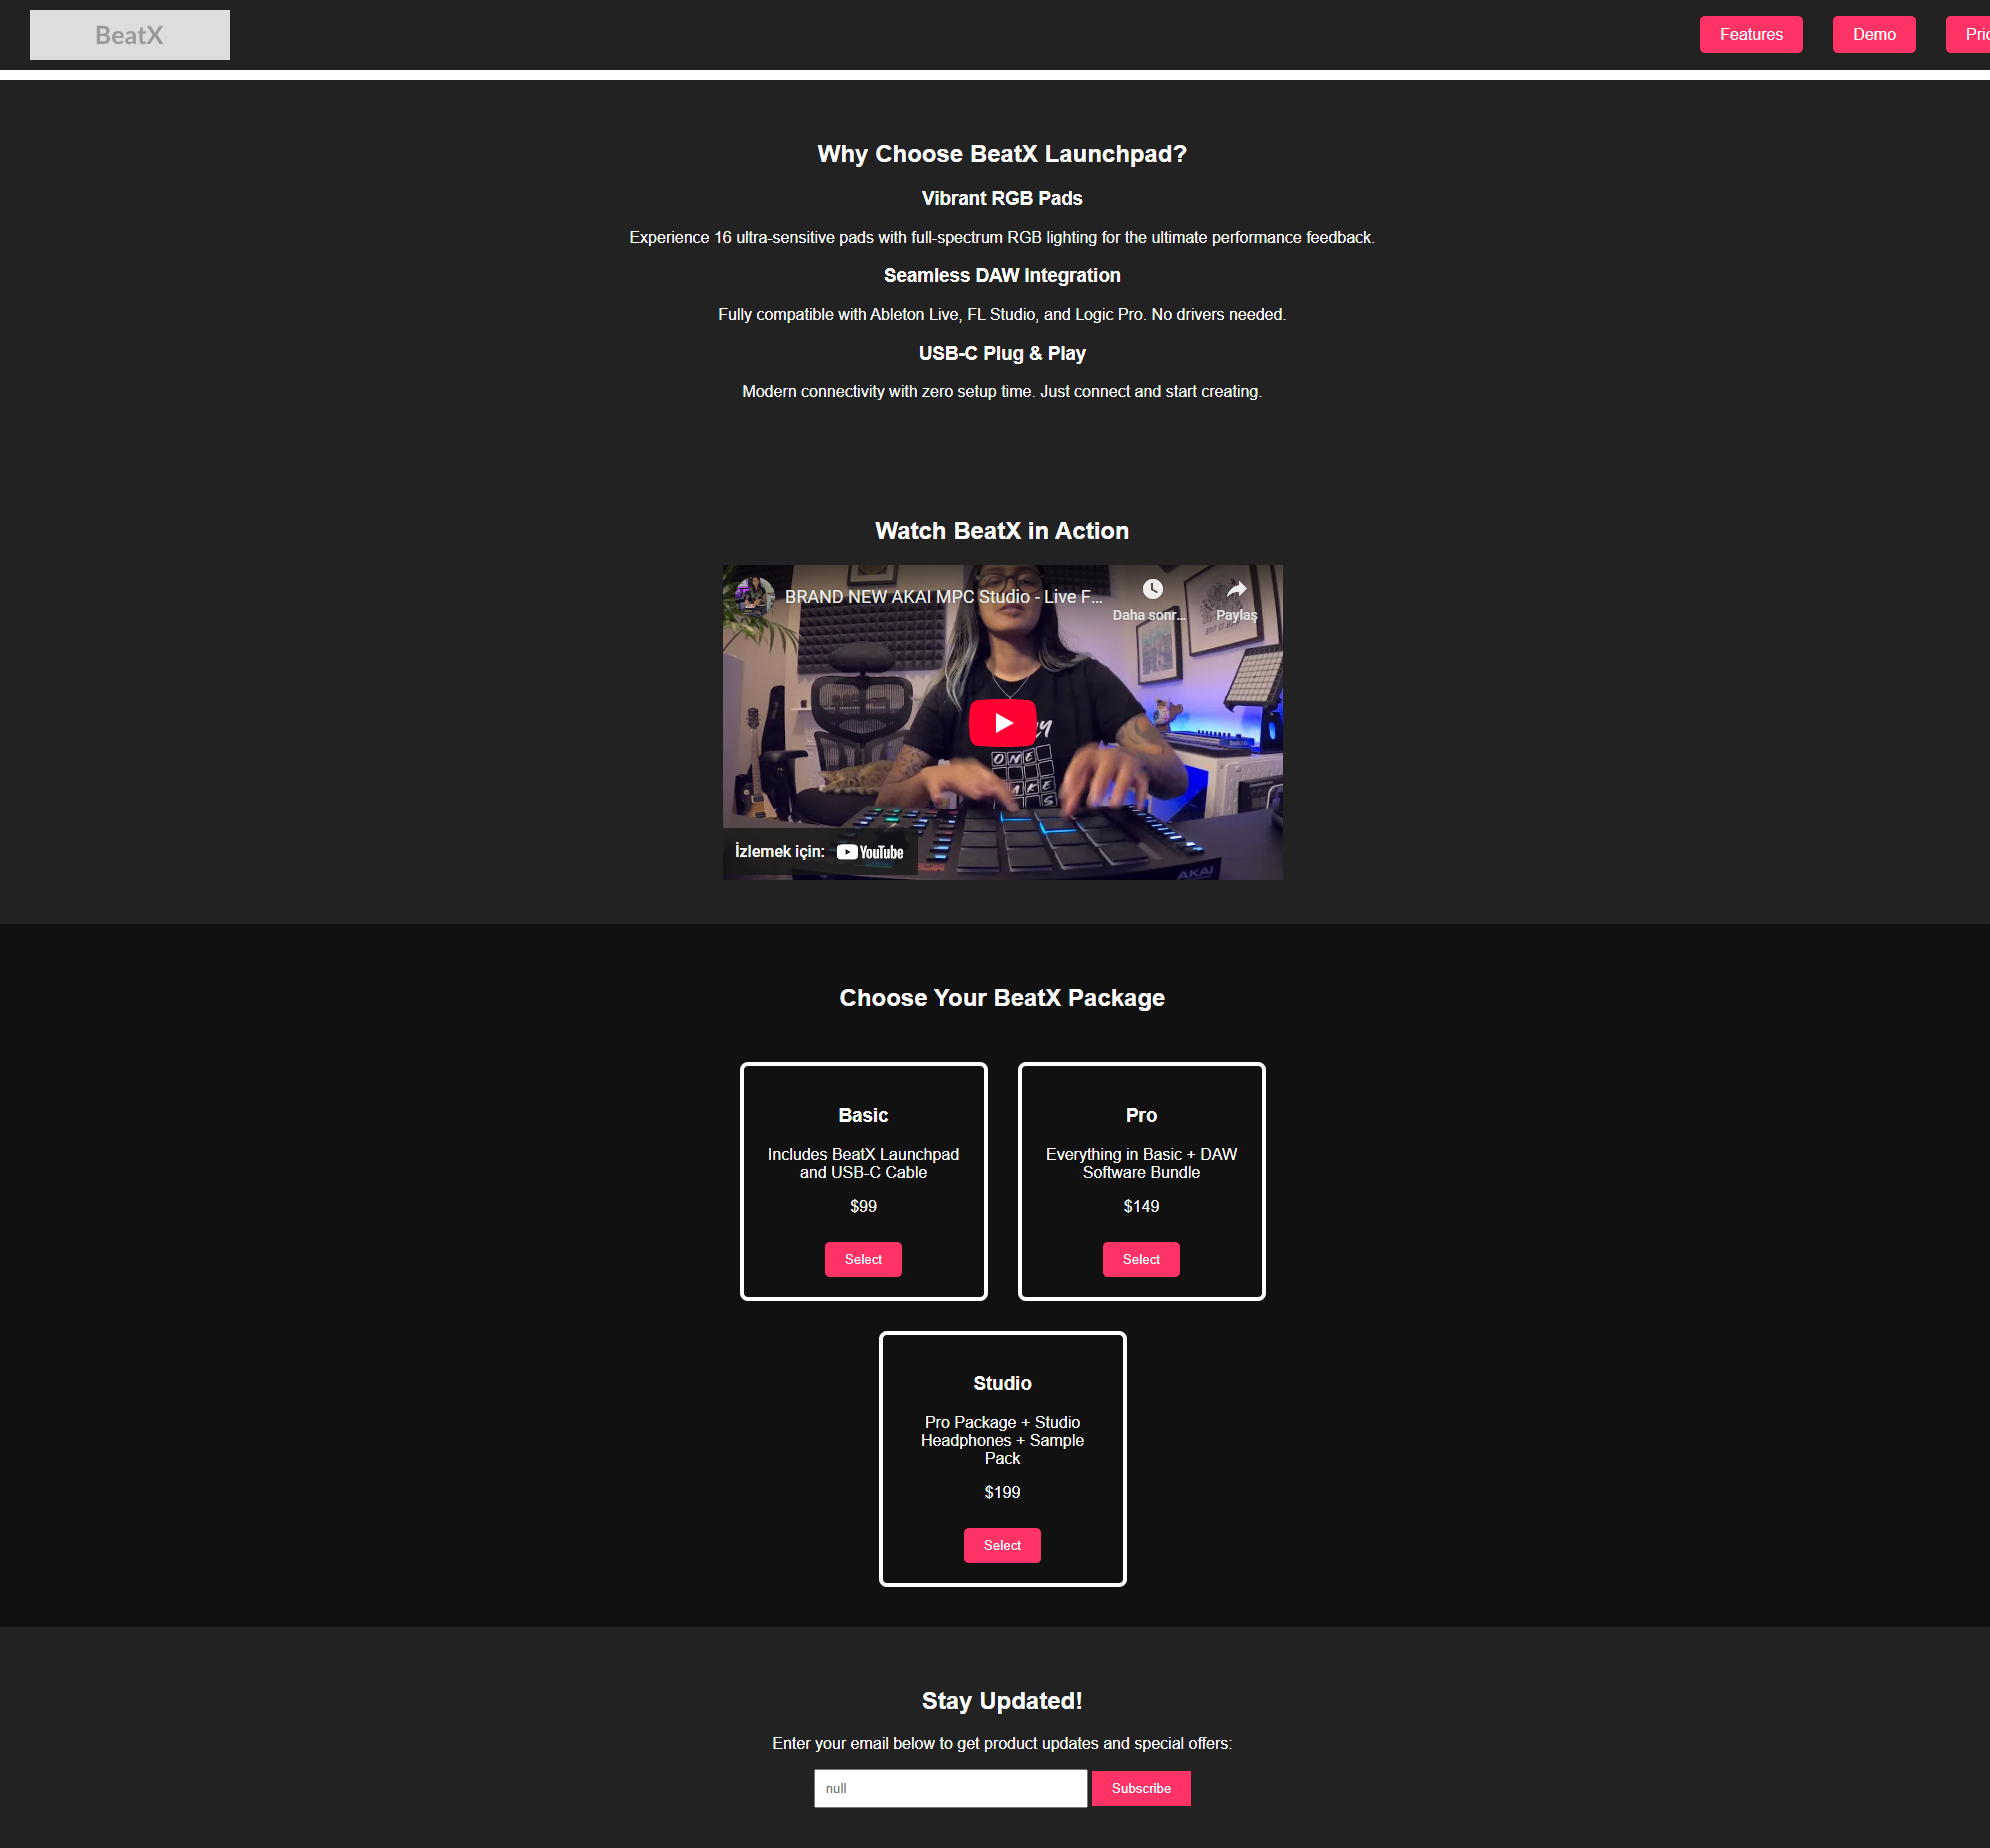 BeatX
Features
Demo
Pric
Why Choose BeatX Launchpad?
Vibrant RGB Pads
Experience 16 ultra-sensitive pads with full-spectrum RGB lighting for the ultimate performance feedback.
Seamless DAW Integration
Fully compatible with Ableton Live, FL Studio, and Logic Pro. No drivers needed.
USB-C Plug & Play
Modern connectivity with zero setup time. Just connect and start creating.
Watch BeatX in Action
BRAND NEW AKAI MPC Studio - Live F...
Daha sonr...
Paylaş
ONE
AKES
İzlemek için: YouTube
AKAI
Choose Your BeatX Package
Basic
Includes BeatX Launchpad
and USB-C Cable
$99
Select
Pro
Everything in Basic + DAW
Software Bundle
$149
Select
Studio
Pro Package + Studio
Headphones + Sample
Pack
$199
Select
Stay Updated!
Enter your email below to get product updates and special offers:
null
Subscribe